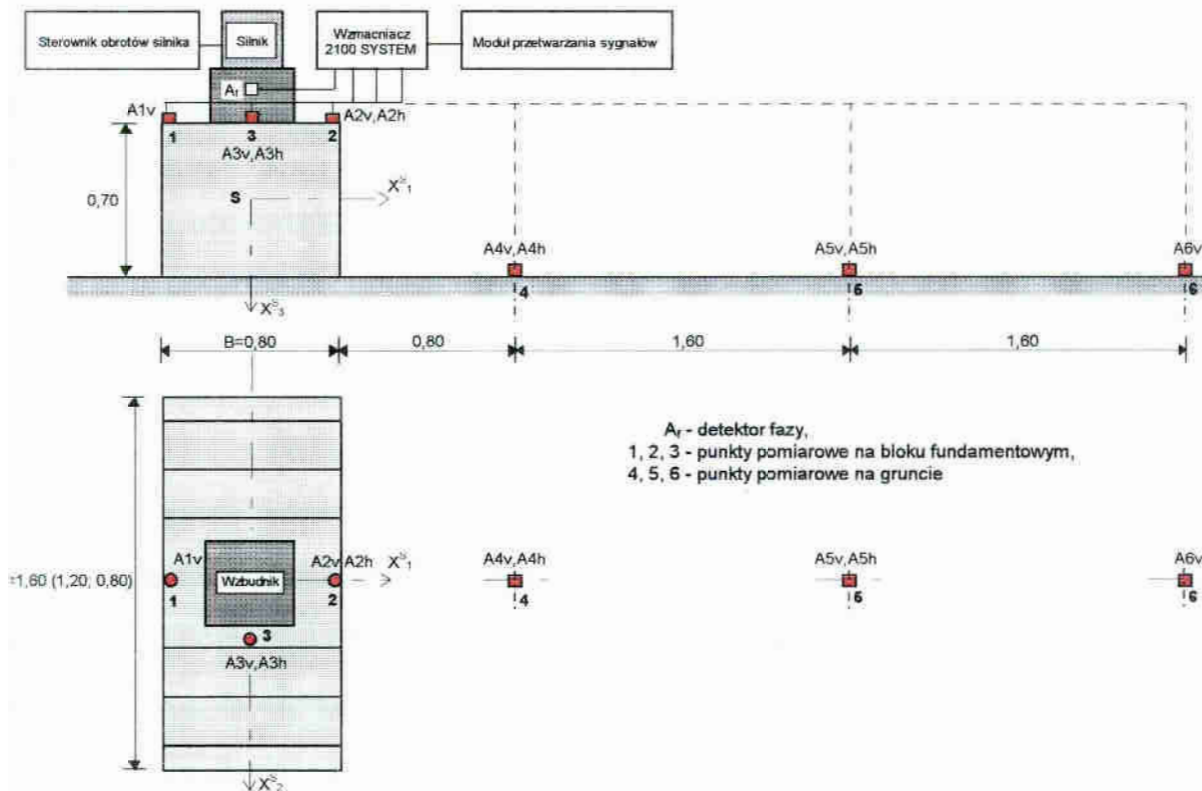 Sterownik obrotów silnika
Silnik
Wzmacniacz
2100 SYSTEM
Moduł przetwarzania sygnałów
Ar
A1v
A2v,A2h
1
3
2
A3v,A3h
0,70
S
Xˢ₁
A4v,A4h
A5v,A5h
A6v
4
6
6
Xˢ₃
B=0,80
0,80
1,60
1,60
Ar - detektor fazy,
1, 2, 3 - punkty pomiarowe na bloku fundamentowym,
4, 5, 6 - punkty pomiarowe na gruncie
A1v
A2v,A2h
Xˢ₁
A4v,A4h
A5v,A5h
A6v
=1,60 (1,20; 0,80)
Wzbudnik
1
2
4
6
6
3
A3v,A3h
Xˢ₂